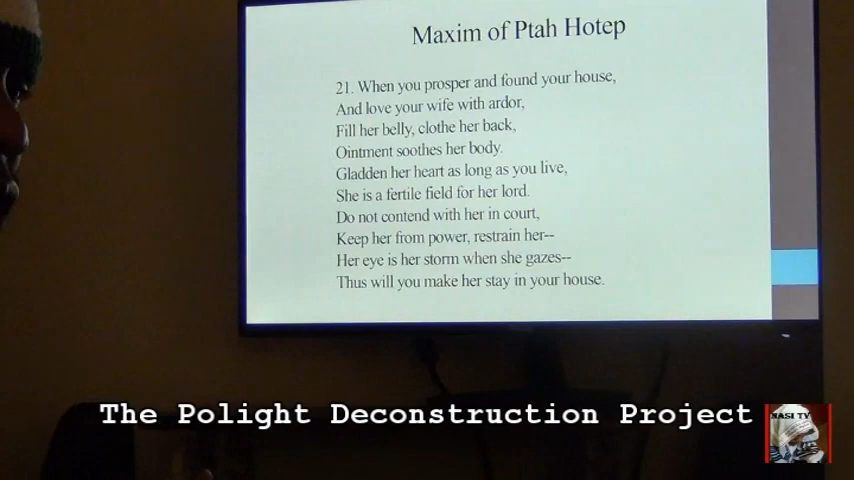 Maxim of Ptah Hotep
21. When you prosper and found your house,
And love your wife with ardor,
Fill her belly, clothe her back,
Ointment soothes her body.
Gladden her heart as long as you live,
She is a fertile field for her lord.
Do not contend with her in court,
Keep her from power, restrain her--
Her eye is her storm when she gazes--
Thus will you make her stay in your house.
The Polight Deconstruction Project
NASI TV